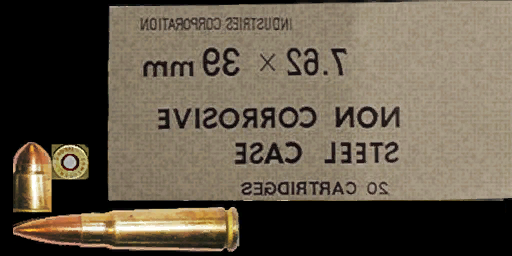 INDUSTRIES CORPORATION
7.62 × 39 mm
NON CORROSIVE
STEEL CASE
20 CARTRIDGES